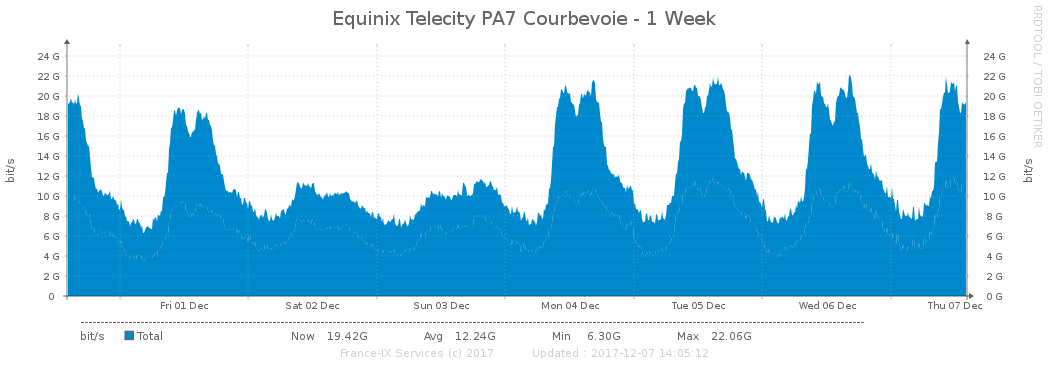 Equinix Telecity PA7 Courbevoie - 1 Week
RRDTOOL / TOBI OETIKER
24 G 24 G
22 G 22 G
20 G 20 G
18 G 18 G
16 G 16 G
14 G 14 G
12 G 12 G
10 G 10 G
8 G 8 G
6 G 6 G
4 G 4 G
2 G 2 G
0 0 G
bit/s bit/s
Fri 01 Dec Sat 02 Dec Sun 03 Dec Mon 04 Dec Tue 05 Dec Wed 06 Dec Thu 07 Dec
bit/s Total Now 19.42G Avg 12.24G Min 6.30G Max 22.06G
France-IX Services (c) 2017 Updated : 2017-12-07 14:05:12